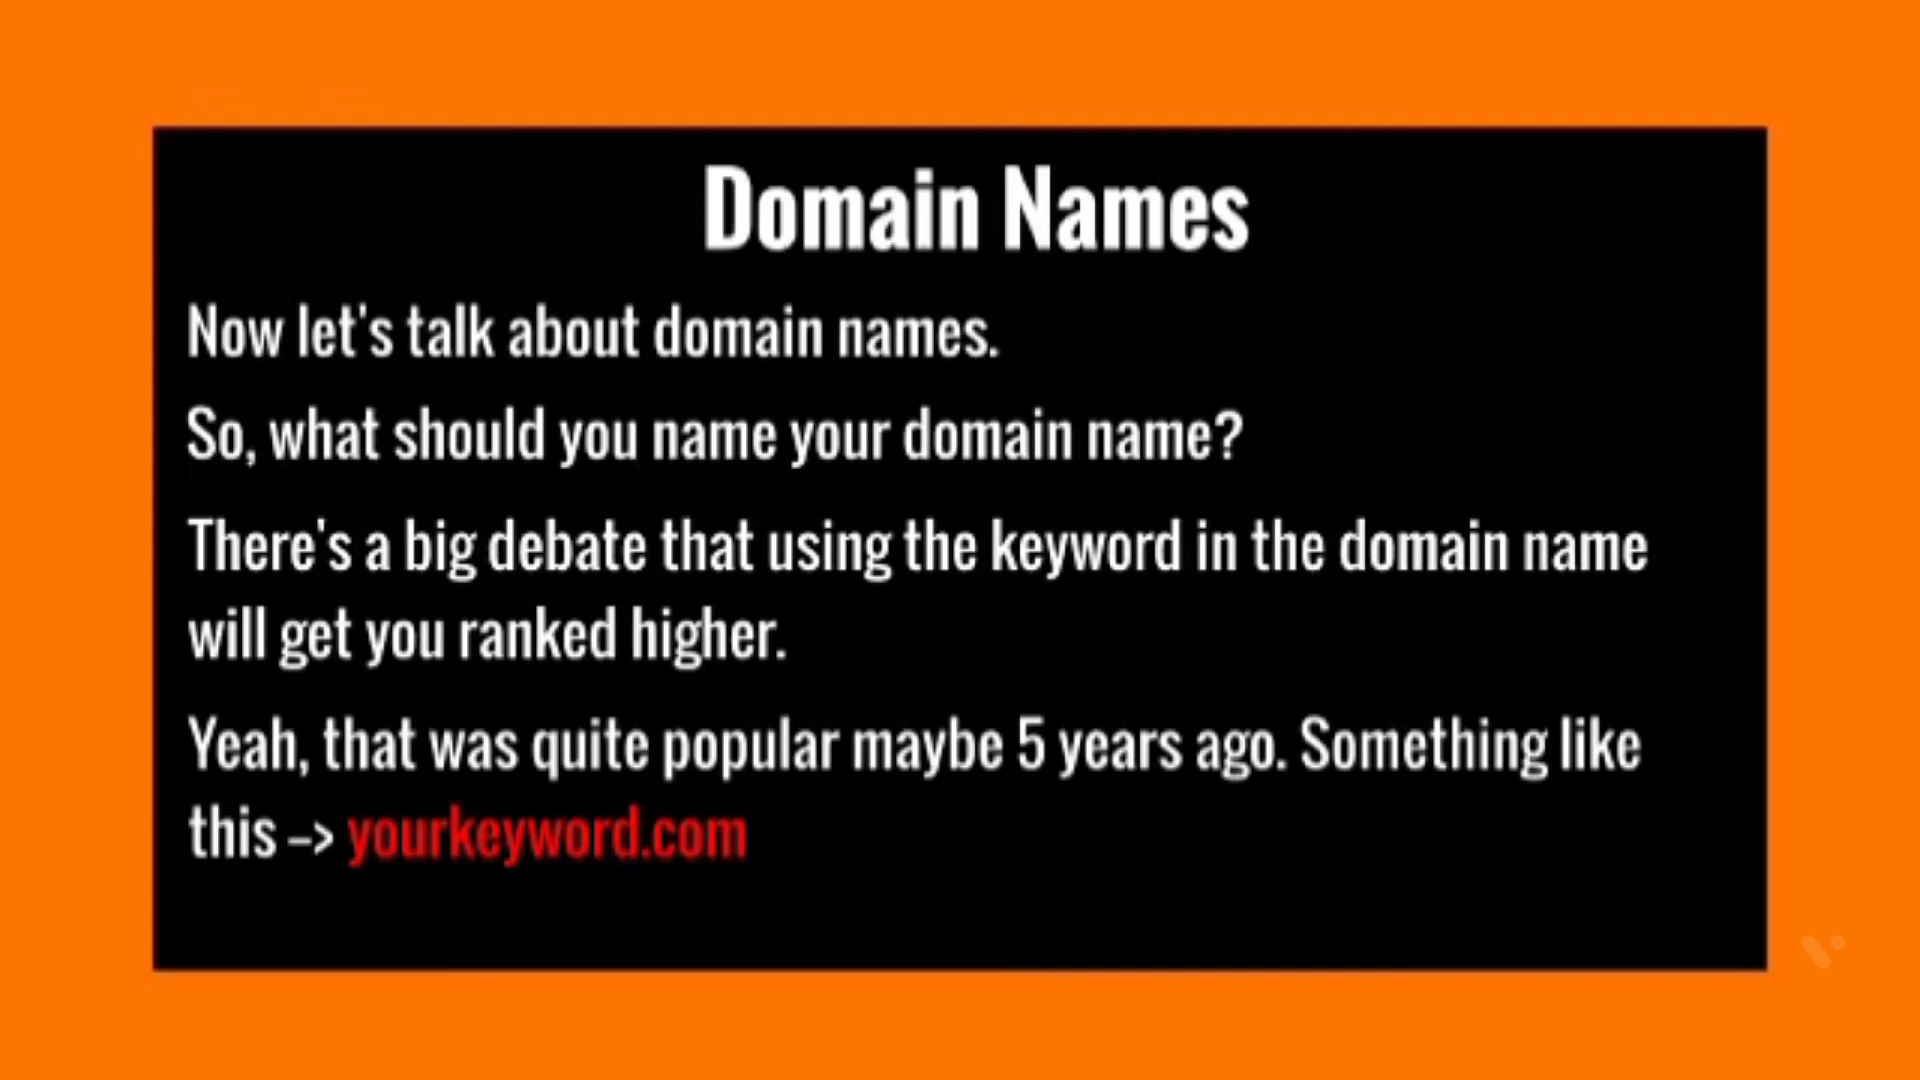 Domain Names
Now let's talk about domain names.
So, what should you name your domain name?
There's a big debate that using the keyword in the domain name
will get you ranked higher.
Yeah, that was quite popular maybe 5 years ago. Something like
this –> yourkeyword.com